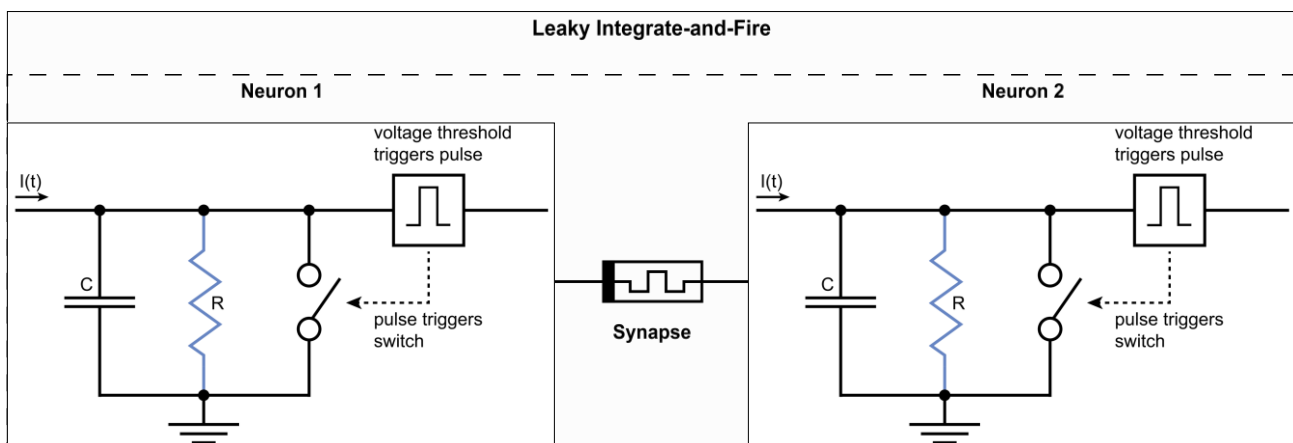 Leaky Integrate-and-Fire
Neuron 1
voltage threshold
triggers pulse
I(t)
C
R
pulse triggers
switch
Synapse
Neuron 2
voltage threshold
triggers pulse
I(t)
C
R
pulse triggers
switch